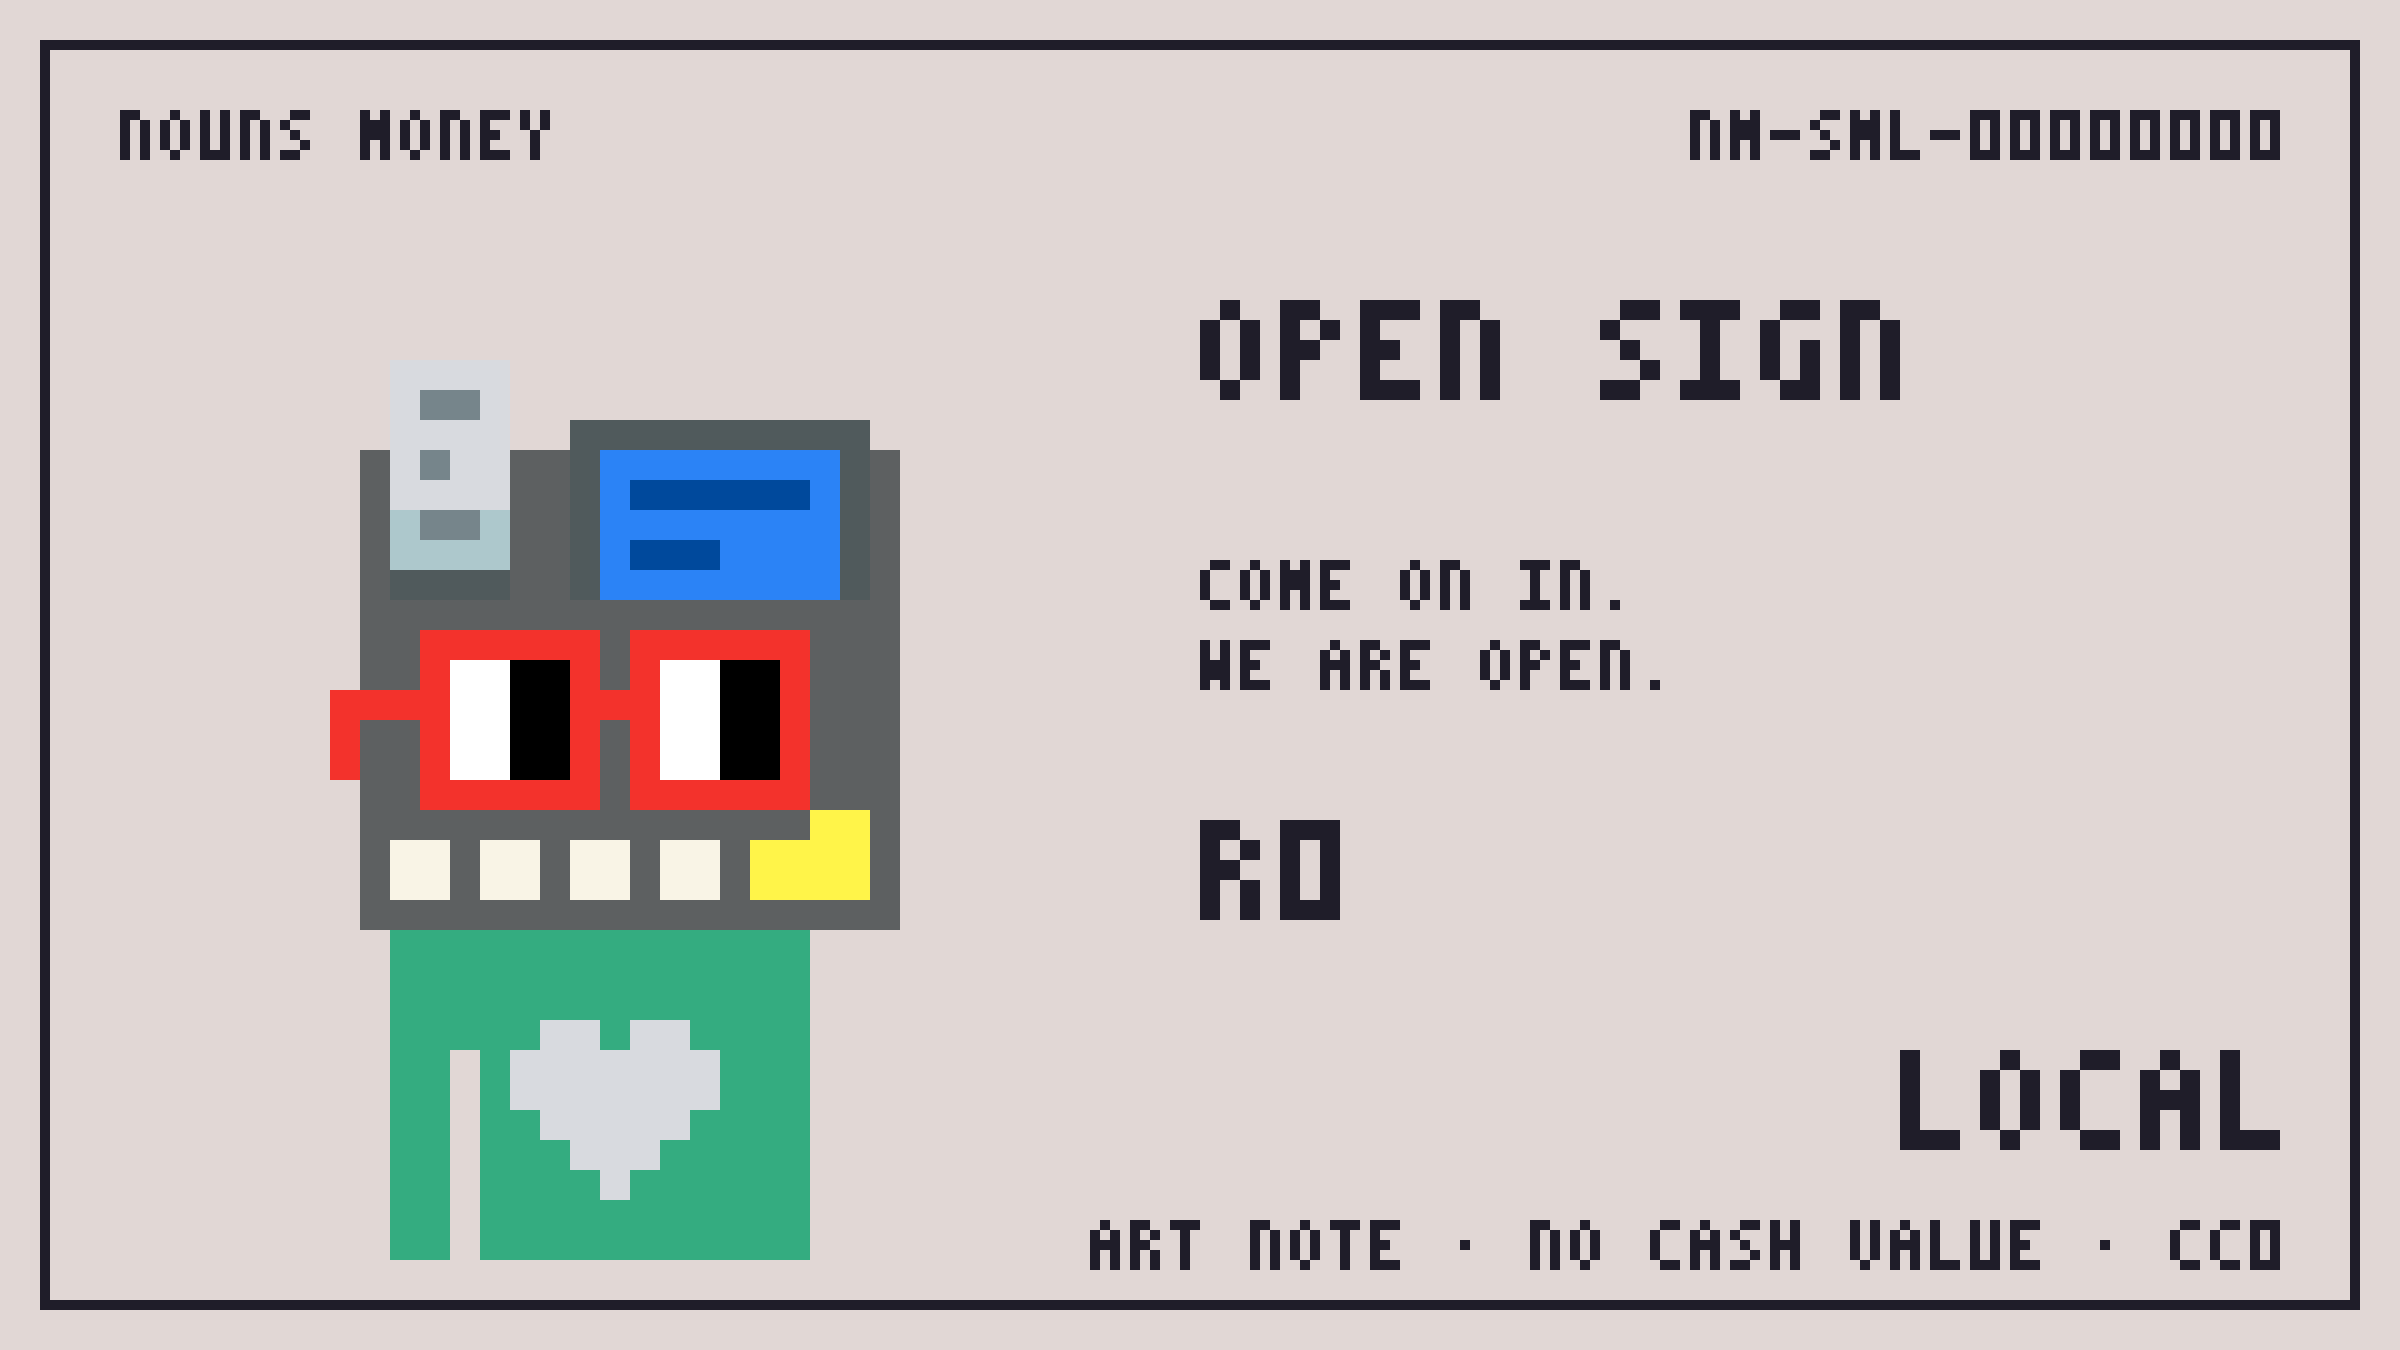 NOUNS MONEY
NM-SML-00000000
OPEN SIGN
COME ON IN.
WE ARE OPEN.
R0
LOCAL
ART NOTE · NO CASH VALUE · CC0